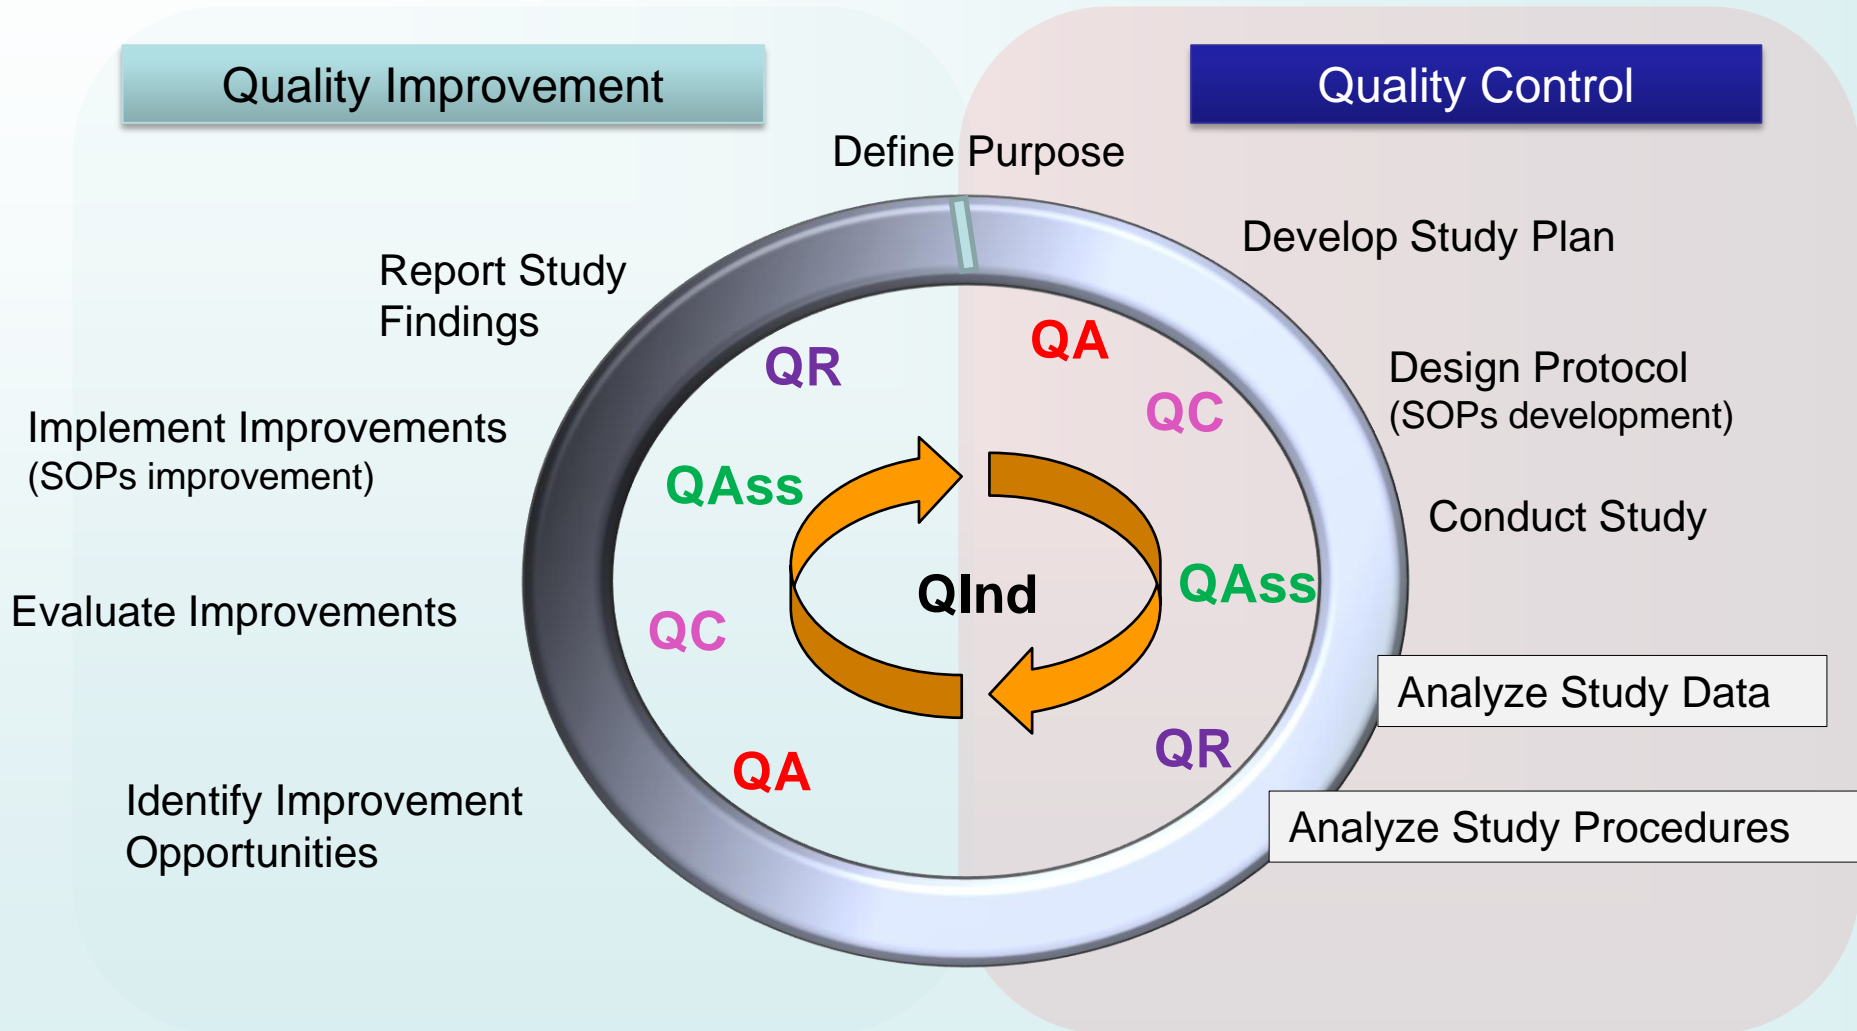 Quality Improvement
Quality Control
Define Purpose
Develop Study Plan
Report Study
Findings
QA
QR
Design Protocol
(SOPs development)
QC
Implement Improvements
(SOPs improvement)
QAss
Conduct Study
QInd
QAss
Evaluate Improvements
QC
Analyze Study Data
QR
QA
Identify Improvement
Opportunities
Analyze Study Procedures